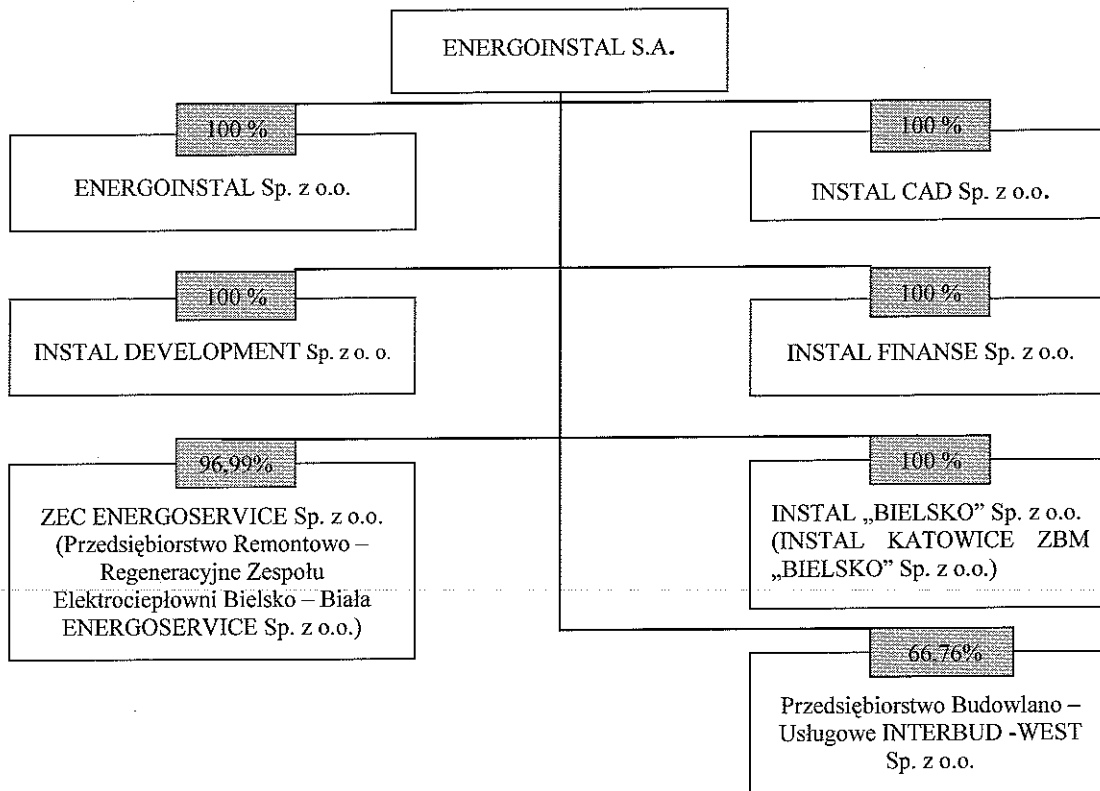 ENERGOINSTAL S.A.
100 %
ENERGOINSTAL Sp. z o.o.
100 %
INSTAL CAD Sp. z o.o.
100 %
INSTAL DEVELOPMENT Sp. z o. o.
100 %
INSTAL FINANSE Sp. z o.o.
96,99%
ZEC ENERGOSERVICE Sp. z o.o.
(Przedsiębiorstwo Remontowo –
Regeneracyjne Zespołu
Elektrociepłowni Bielsko – Biała
ENERGOSERVICE Sp. z o.o.)
100 %
INSTAL „BIELSKO” Sp. z o.o.
(INSTAL KATOWICE ZBM
„BIELSKO” Sp. z o.o.)
66,76%
Przedsiębiorstwo Budowlano –
Usługowe INTERBUD -WEST
Sp. z o.o.